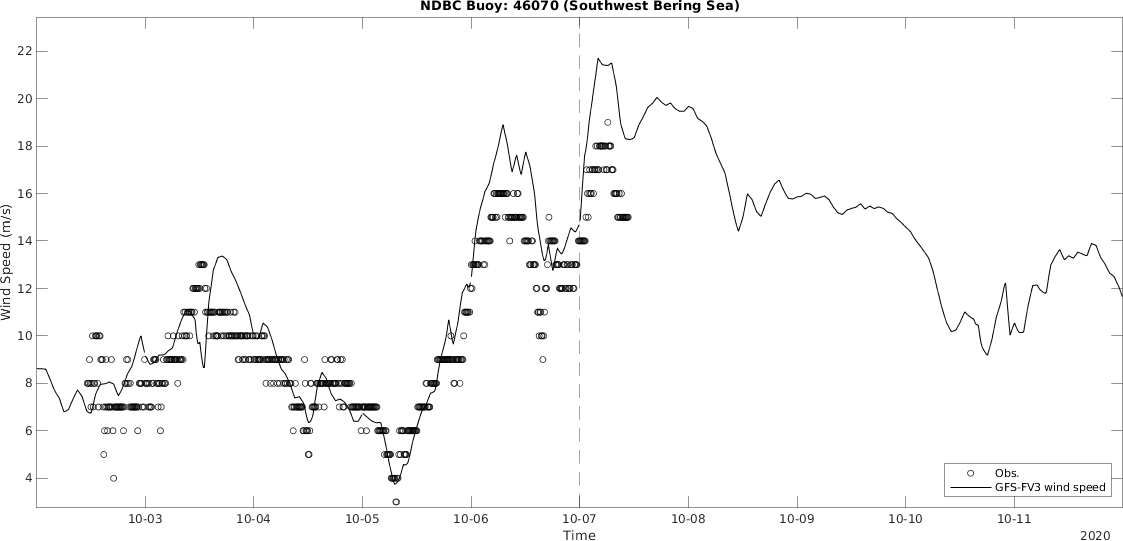 NDBC Buoy: 46070 (Southwest Bering Sea)
22
20
18
16
14
12
10
8
6
4
Wind Speed (m/s)
Obs.
GFS-FV3 wind speed
10-03 10-04 10-05 10-06 10-07 10-08 10-09 10-10 10-11
Time
2020